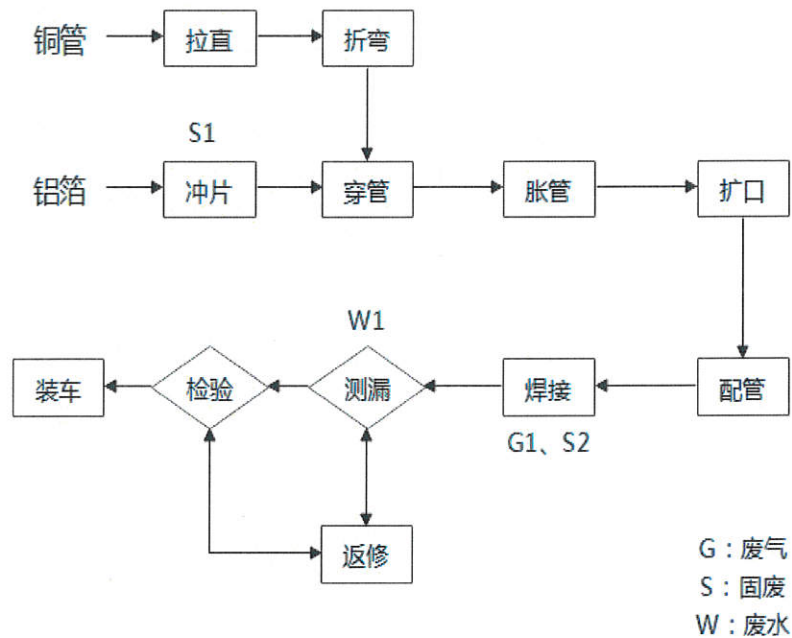 铜管 拉直 折弯
S1
铝箔 冲片 穿管 胀管 扩口
W1
装车 检验 测漏 焊接 配管
G1、S2
返修
G：废气
S：固废
W：废水